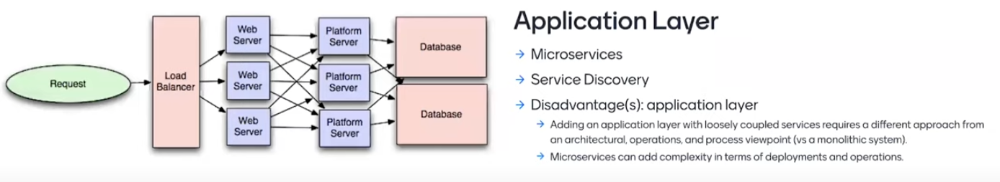 Request
Load
Balancer
Web
Server
Web
Server
Web
Server
Platform
Server
Platform
Server
Platform
Server
Database
Database
Application Layer
→ Microservices
→ Service Discovery
→ Disadvantage(s): application layer
→ Adding an application layer with loosely coupled services requires a different approach from
an architectural, operations, and process viewpoint (vs a monolithic system).
→ Microservices can add complexity in terms of deployments and operations.